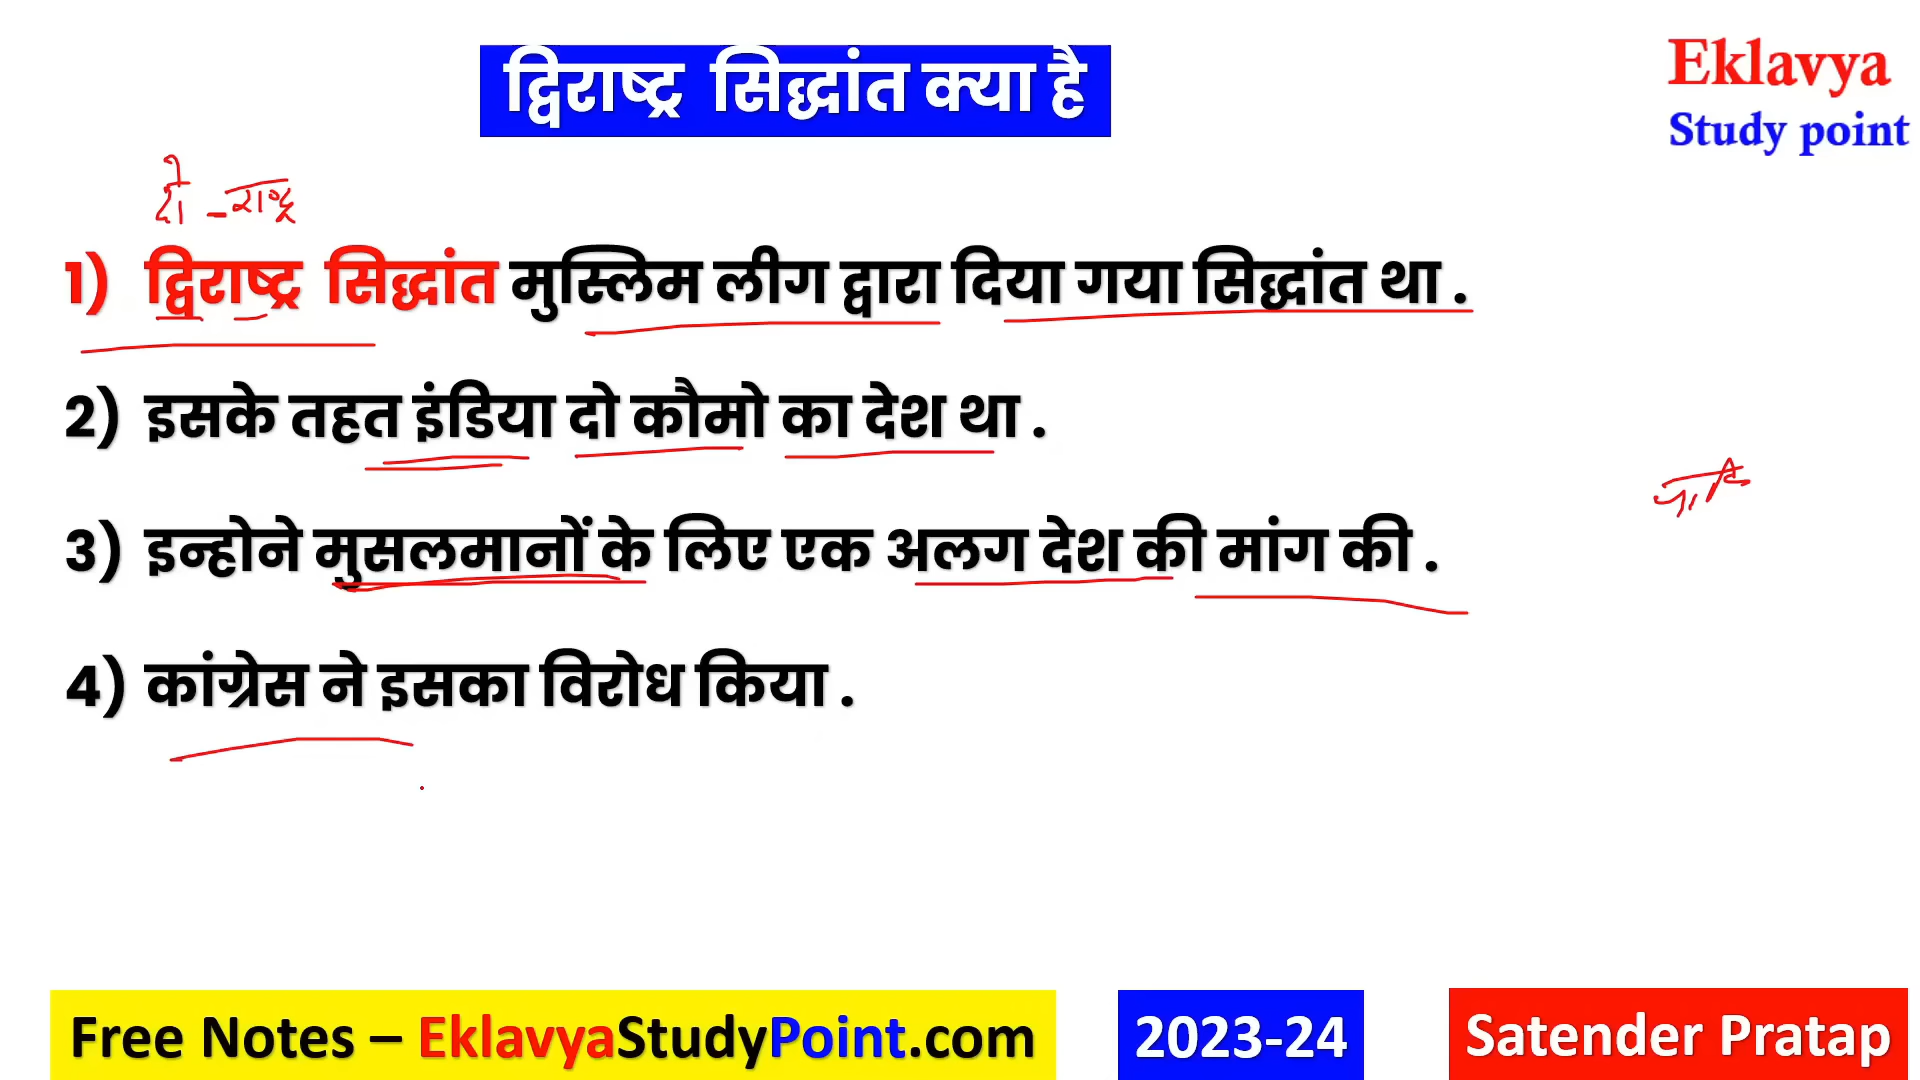 द्विराष्ट्र सिद्धांत क्या है
Eklavya
Study point
दो - राष्ट्र
1) द्विराष्ट्र सिद्धांत मुस्लिम लीग द्वारा दिया गया सिद्धांत था .
2) इसके तहत इंडिया दो कौमो का देश था .
3) इन्होने मुसलमानों के लिए एक अलग देश की मांग की .
4) कांग्रेस ने इसका विरोध किया .
Free Notes – EklavyaStudyPoint.com
2023-24
Satender Pratap